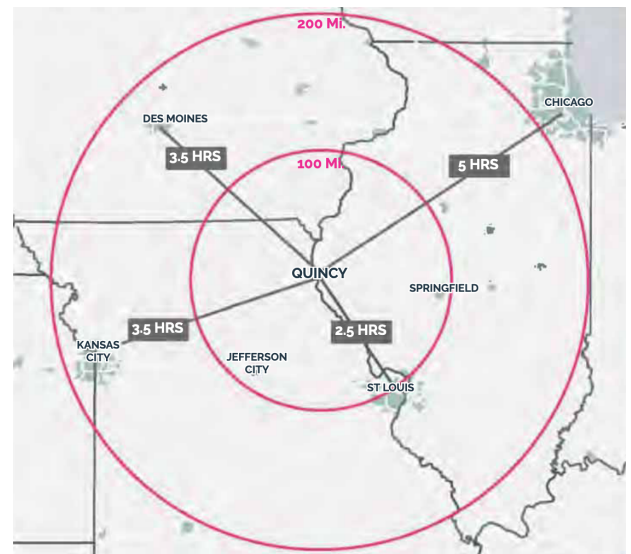 200 Mi.
CHICAGO
DES MOINES
3.5 HRS
100 Mi.
5 HRS
QUINCY
SPRINGFIELD
3.5 HRS
2.5 HRS
KANSAS
CITY
JEFFERSON
CITY
ST LOUIS